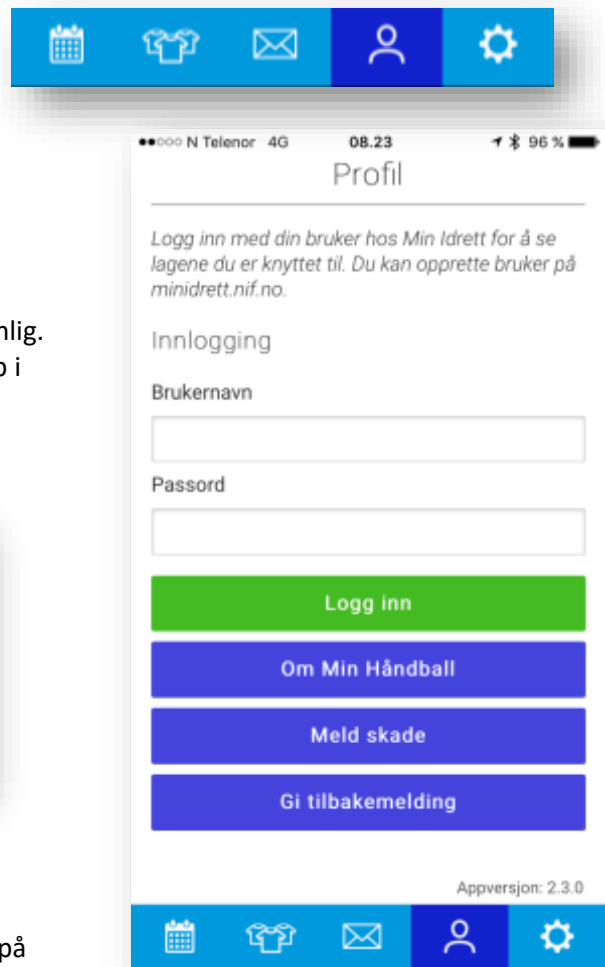 N Telenor 4G 08.23 96 %
Profil
Logg inn med din bruker hos Min Idrett for å se
lagene du er knyttet til. Du kan opprette bruker på
minidrett.nif.no.
Innlogging
Brukernavn
Passord
Logg inn
Om Min Håndball
Meld skade
Gi tilbakemelding
Appversjon: 2.3.0
nlig.
i
på